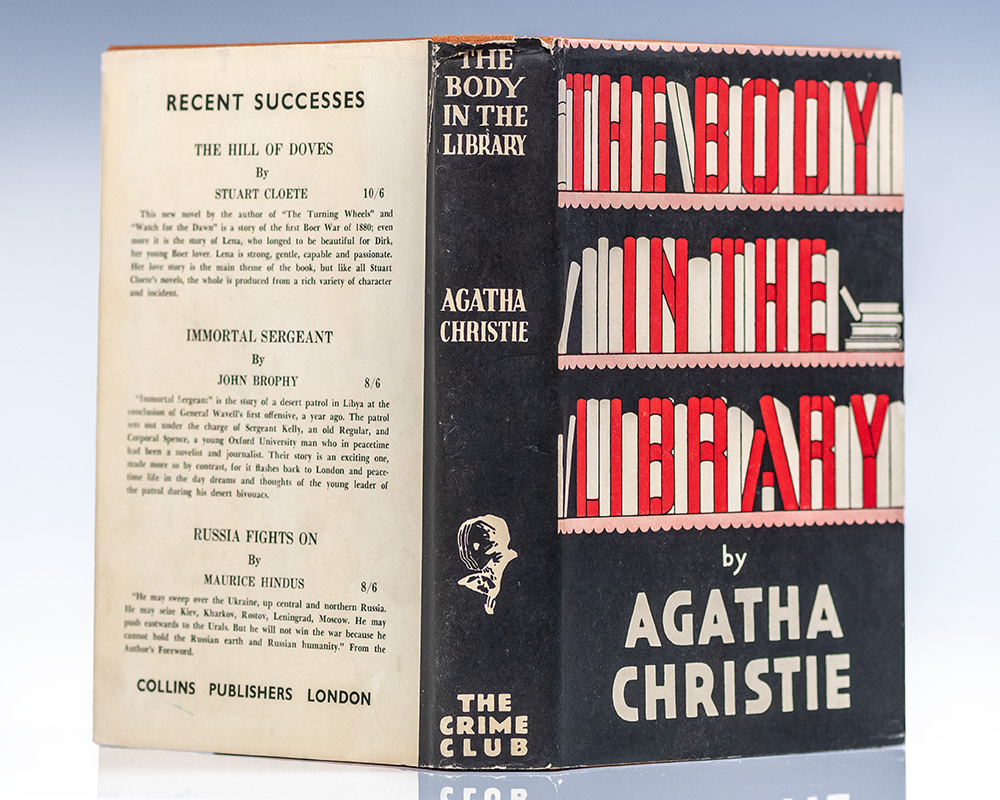 RECENT SUCCESSES
THE HILL OF DOVES
By
STUART CLOETE 10/6
This new novel by the author of "The Turning Wheels" and
"Watch for the Dawn" is a story of the first Boer War of 1880; even
more it is the story of Lena, who longed to be beautiful for Dirk,
her young Boer lover. Lena is strong, gentle, capable and passionate.
Her love story is the main theme of the book, but like all Stuart
Cloete's novels, the whole is produced from a rich variety of character
and incident.
IMMORTAL SERGEANT
By
JOHN BROPHY 8/6
"Immortal Sergeant" is the story of a desert patrol in Libya at the
conclusion of General Wavell's first offensive, a year ago. The patrol
sets out under the charge of Sergeant Kelly, an old Regular, and
Corporal Spence, a young Oxford University man who in peacetime
had been a novelist and journalist. Their story is an exciting one,
made more so by contrast, for it flashes back to London and peace-
time life in the day dreams and thoughts of the young leader of
the patrol during his desert bivouacs.
RUSSIA FIGHTS ON
By
MAURICE HINDUS 8/6
"He may sweep over the Ukraine, up central and northern Russia.
He may seize Kiev, Kharkov, Rostov, Leningrad, Moscow. He may
push eastwards to the Urals. But he will not win the war because he
cannot hold the Russian earth and Russian humanity." From the
Author's Foreword.
COLLINS PUBLISHERS LONDON
THE
BODY
IN THE
LIBRARY
AGATHA
CHRISTIE
THE
CRIME
CLUB
THE BODY
IN THE
LIBRARY
by
AGATHA
CHRISTIE